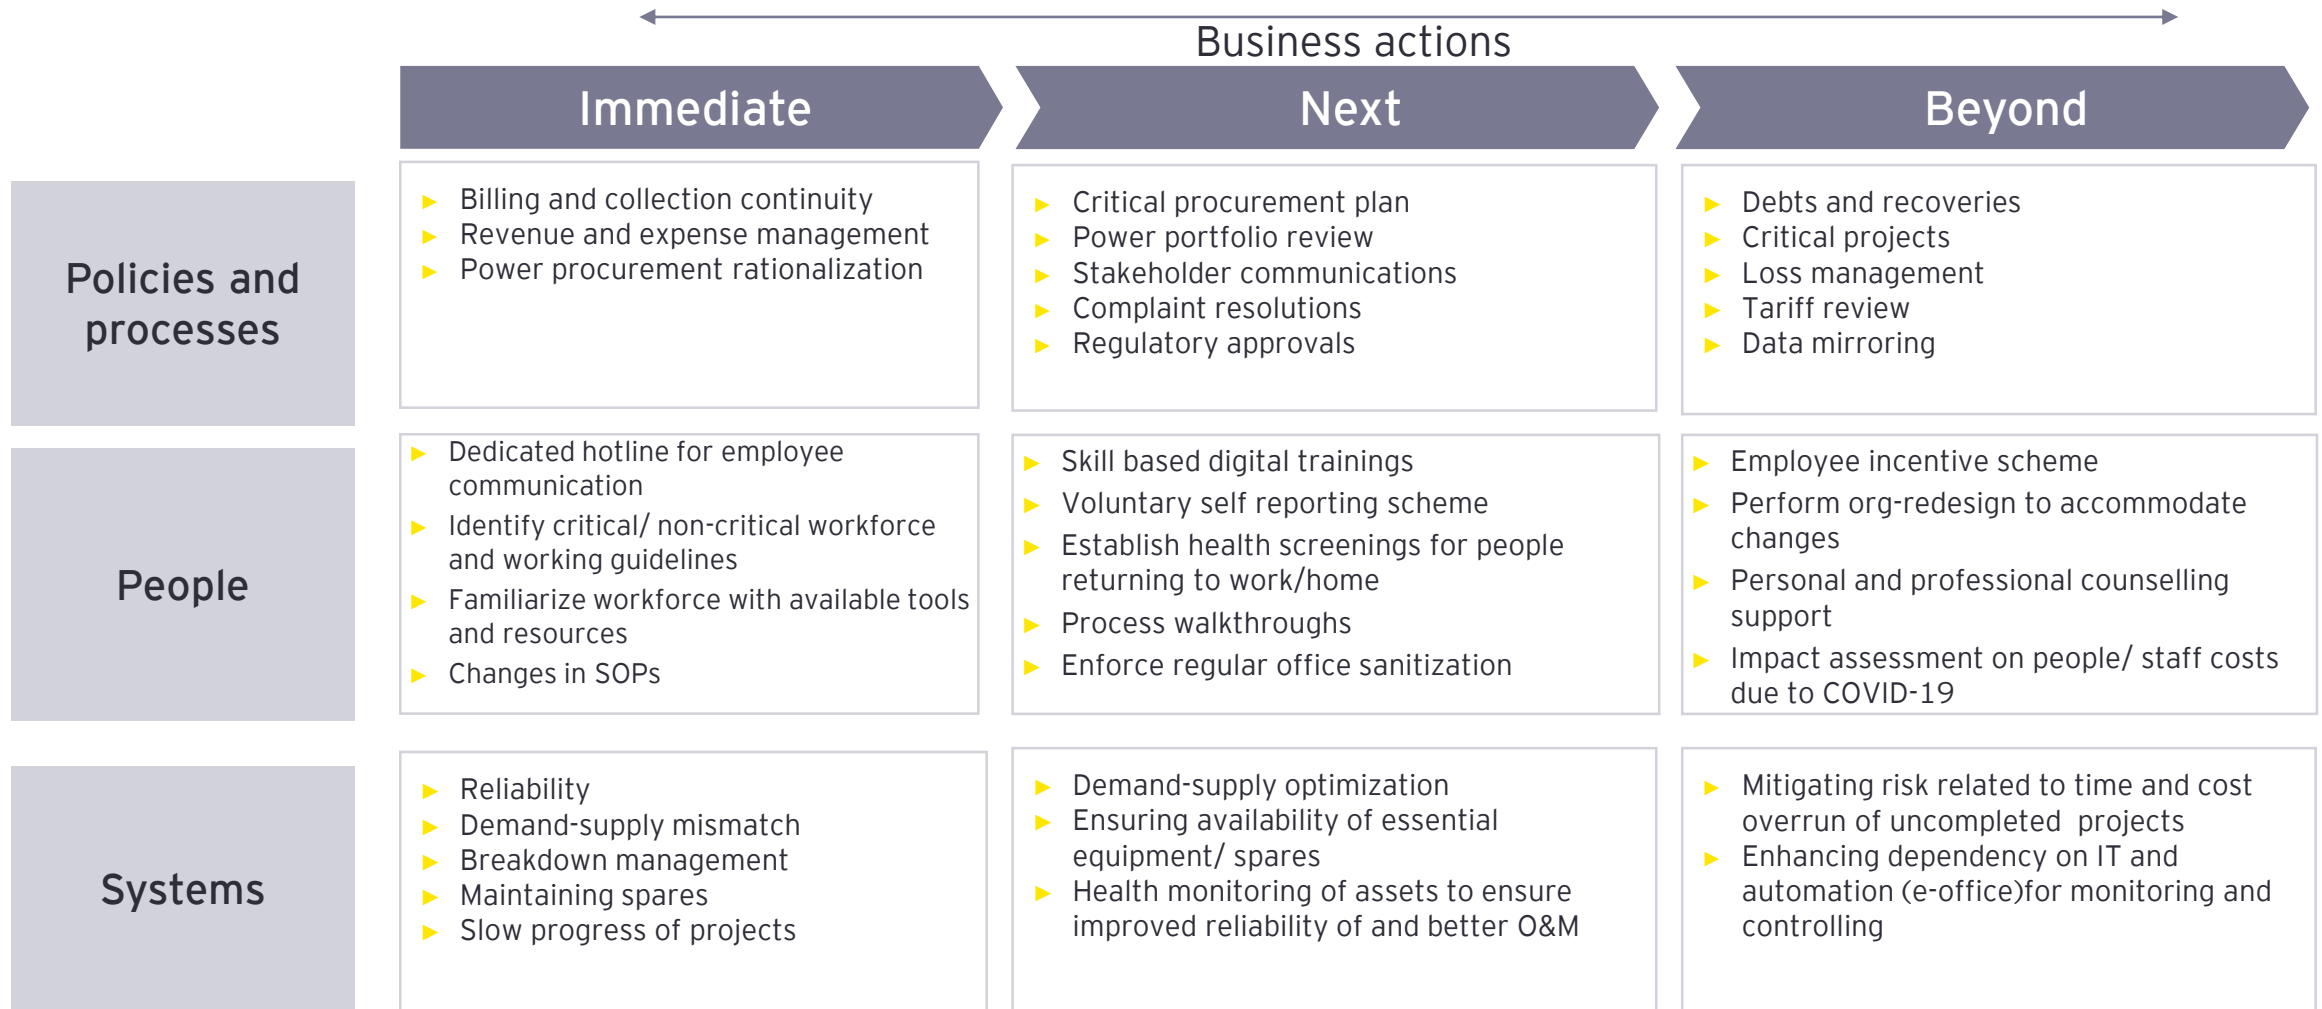 Business actions
Immediate
Next
Beyond
Policies and
processes
► Billing and collection continuity
► Revenue and expense management
► Power procurement rationalization
► Critical procurement plan
► Power portfolio review
► Stakeholder communications
► Complaint resolutions
► Regulatory approvals
► Debts and recoveries
► Critical projects
► Loss management
► Tariff review
► Data mirroring
People
► Dedicated hotline for employee
communication
► Identify critical/ non-critical workforce
and working guidelines
► Familiarize workforce with available tools
and resources
► Changes in SOPs
► Skill based digital trainings
► Voluntary self reporting scheme
► Establish health screenings for people
returning to work/home
► Process walkthroughs
► Enforce regular office sanitization
► Employee incentive scheme
► Perform org-redesign to accommodate
changes
► Personal and professional counselling
support
► Impact assessment on people/ staff costs
due to COVID-19
Systems
► Reliability
► Demand-supply mismatch
► Breakdown management
► Maintaining spares
► Slow progress of projects
► Demand-supply optimization
► Ensuring availability of essential
equipment/ spares
► Health monitoring of assets to ensure
improved reliability of and better O&M
► Mitigating risk related to time and cost
overrun of uncompleted projects
► Enhancing dependency on IT and
automation (e-office)for monitoring and
controlling